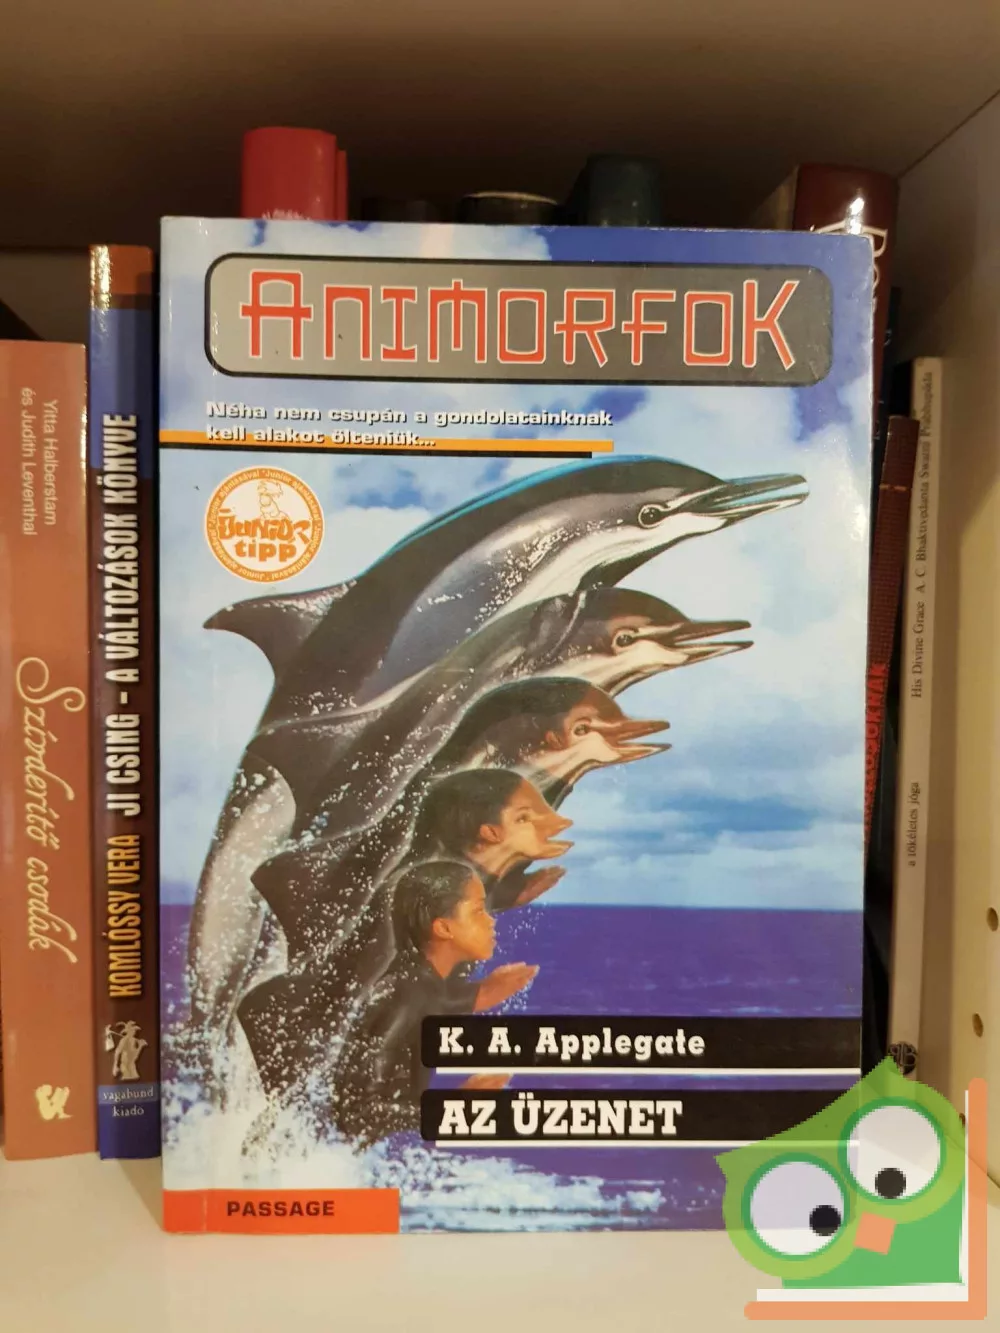 ANIMORFOK
Néha nem csupán a gondolatainknak
kell alakot ölteniük...
JUNIOR
tipp
K. A. Applegate
AZ ÜZENET
PASSAGE
Yitta Halberstam
és Judith Leventhal
Szívderítő csodák
KOMLÓSSY VERA JI CSING - A VÁLTOZÁSOK KÖNYVE
vagabund
kiadó
His Divine Grace A. C. Bhaktivedanta Swami Prabhupáda
a tökéletes jóga